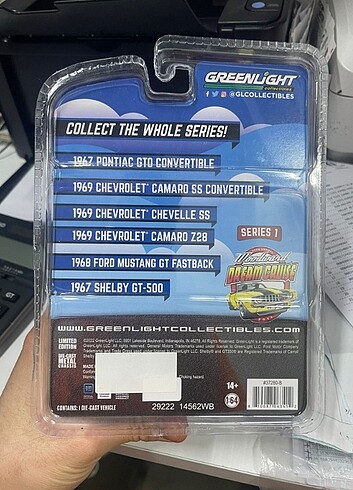 GREENLIGHT
collectibles
@GLCOLLECTIBLES
COLLECT THE WHOLE SERIES!
1967 PONTIAC GTO CONVERTIBLE
1969 CHEVROLET CAMARO SS CONVERTIBLE
1969 CHEVROLET CHEVELLE SS
1969 CHEVROLET CAMARO Z28
SERIES 1
1968 FORD MUSTANG GT FASTBACK
Woodward
DREAM CRUISE
1967 SHELBY GT-500
WWW.GREENLIGHTCOLLECTIBLES.COM
LIMITED
EDITION
DIE-CAST
METAL
CHASSIS
14+
1:64
#37280-B
CONTAINS: 1 DIE-CAST VEHICLE
29222 14562WB